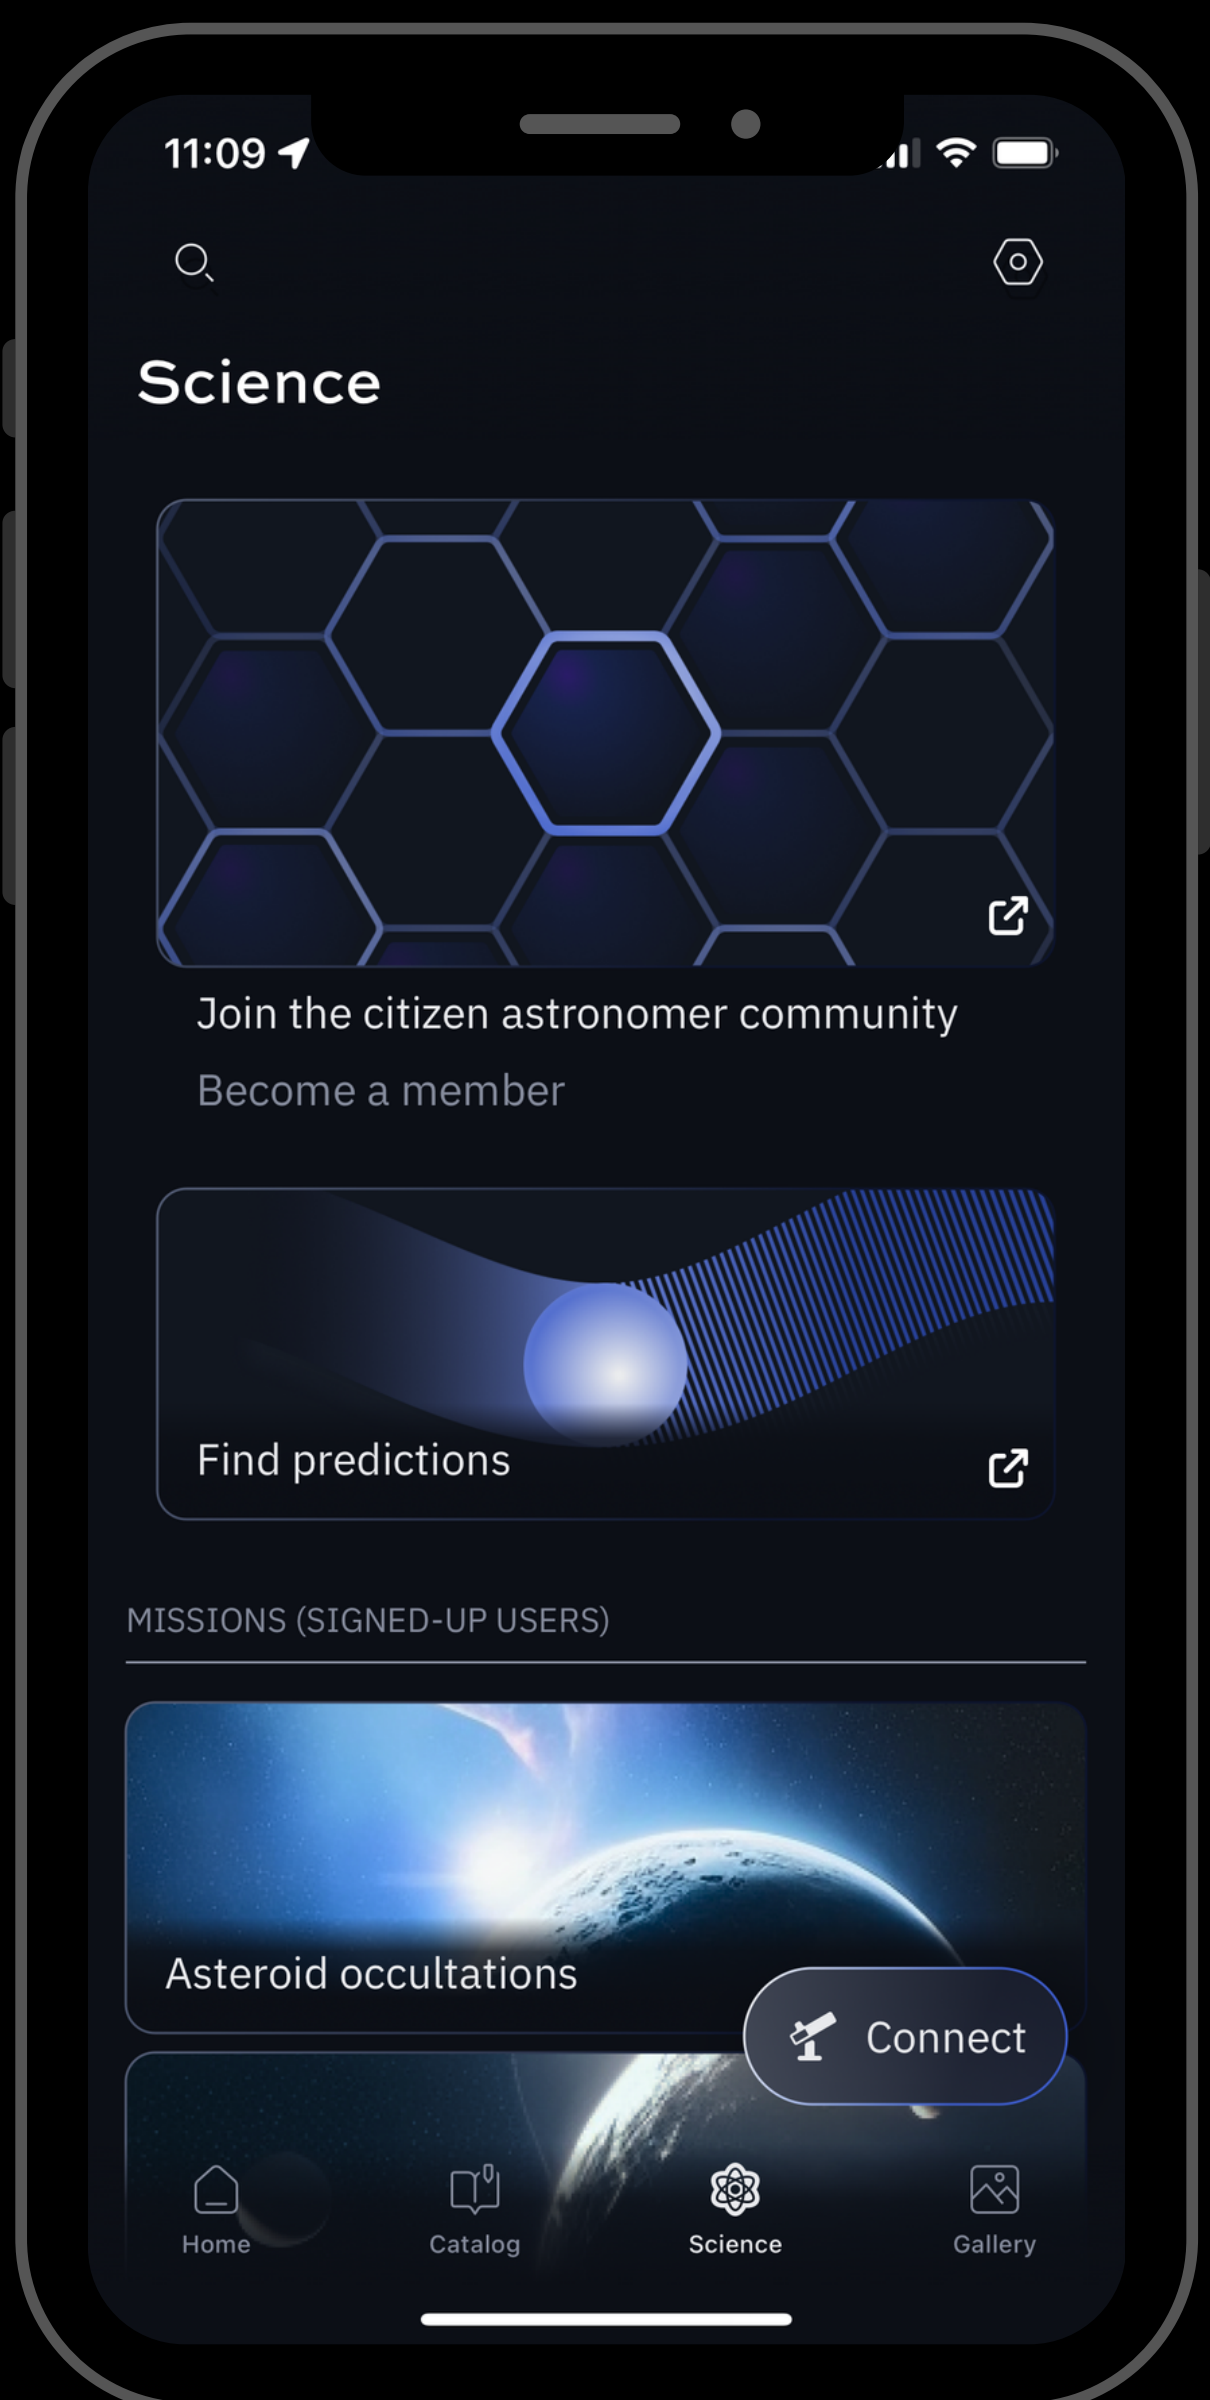 11:09
Science
Join the citizen astronomer community
Become a member
Find predictions
MISSIONS (SIGNED-UP USERS)
Asteroid occultations
Connect
Home
Catalog
Science
Gallery